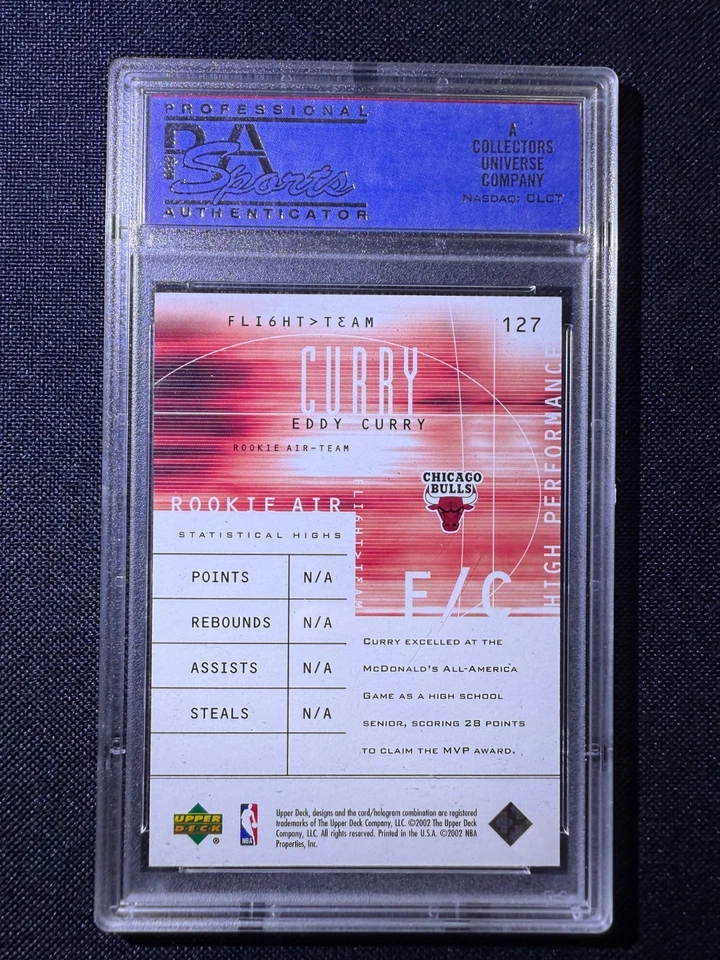 PROFESSIONAL
PSA
Sports
AUTHENTICATOR
A
COLLECTORS
UNIVERSE
COMPANY
NASDAQ: CLCT
FLI6HT>TEAM
127
CURRY
EDDY CURRY
ROOKIE AIR-TEAM
HIGH PERFORMANCE
CHICAGO
BULLS
ROOKIE AIR
FLI6HT>TEAM
STATISTICAL HIGHS
F/C
POINTS N/A
REBOUNDS N/A
ASSISTS N/A
STEALS N/A
CURRY EXCELLED AT THE
MCDONALD'S ALL-AMERICA
GAME AS A HIGH SCHOOL
SENIOR, SCORING 28 POINTS
TO CLAIM THE MVP AWARD.
UPPER
DECK
®
NBA
Upper Deck, designs and the card/hologram combination are registered
trademarks of The Upper Deck Company, LLC. ©2002 The Upper Deck
Company, LLC. All rights reserved. Printed in the U.S.A. ©2002 NBA
Properties, Inc.